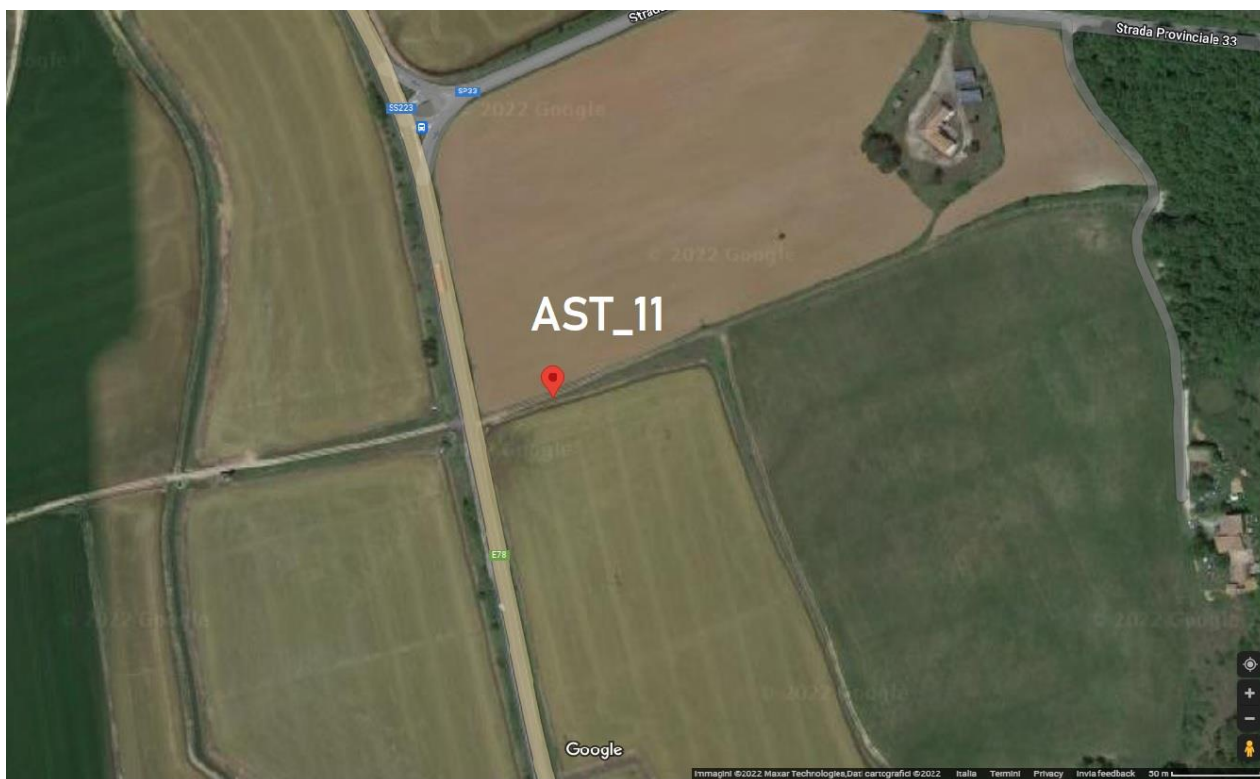 Strada Provinciale 33
SP33
SS223
© 2022 Google
© 2022 Google
AST_11
E78
© 2022 Google
© 2022 Google
© 2022 Google
Google
Immagini ©2022 Maxar Technologies,Dati cartografici ©2022 Italia Termini Privacy Invia feedback 50 m